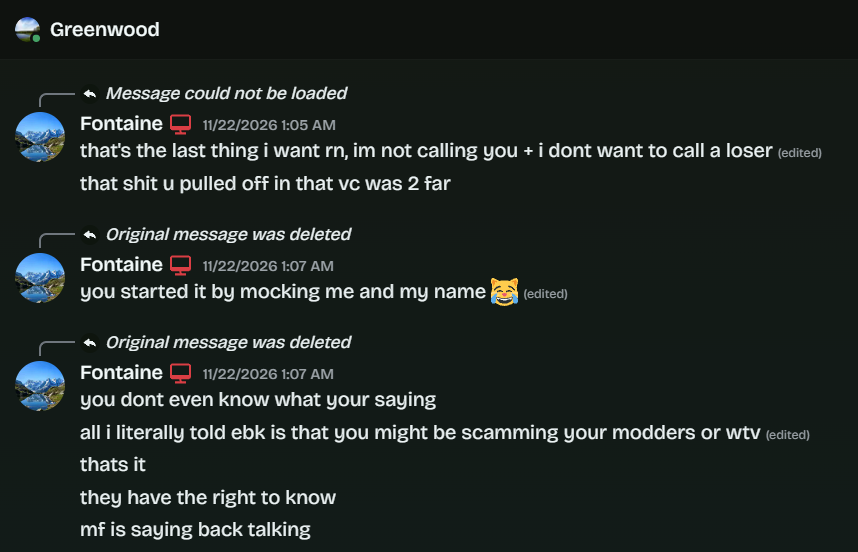 Greenwood
Message could not be loaded
Fontaine 11/22/2026 1:05 AM
that's the last thing i want rn, im not calling you + i dont want to call a loser (edited)
that shit u pulled off in that vc was 2 far
Original message was deleted
Fontaine 11/22/2026 1:07 AM
you started it by mocking me and my name 😹 (edited)
Original message was deleted
Fontaine 11/22/2026 1:07 AM
you dont even know what your saying
all i literally told ebk is that you might be scamming your modders or wtv (edited)
thats it
they have the right to know
mf is saying back talking